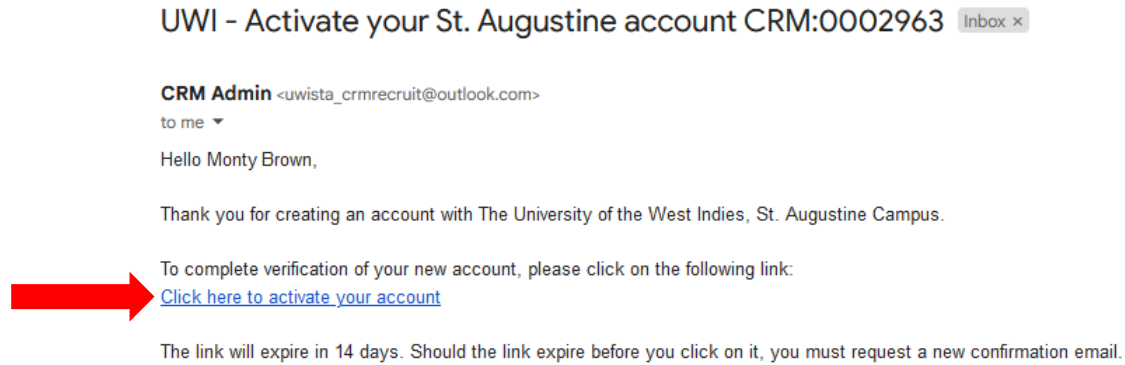 UWI - Activate your St. Augustine account CRM:0002963 Inbox ×
CRM Admin <uwista_crmrecruit@outlook.com>
to me
Hello Monty Brown,
Thank you for creating an account with The University of the West Indies, St. Augustine Campus.
To complete verification of your new account, please click on the following link:
Click here to activate your account
The link will expire in 14 days. Should the link expire before you click on it, you must request a new confirmation email.